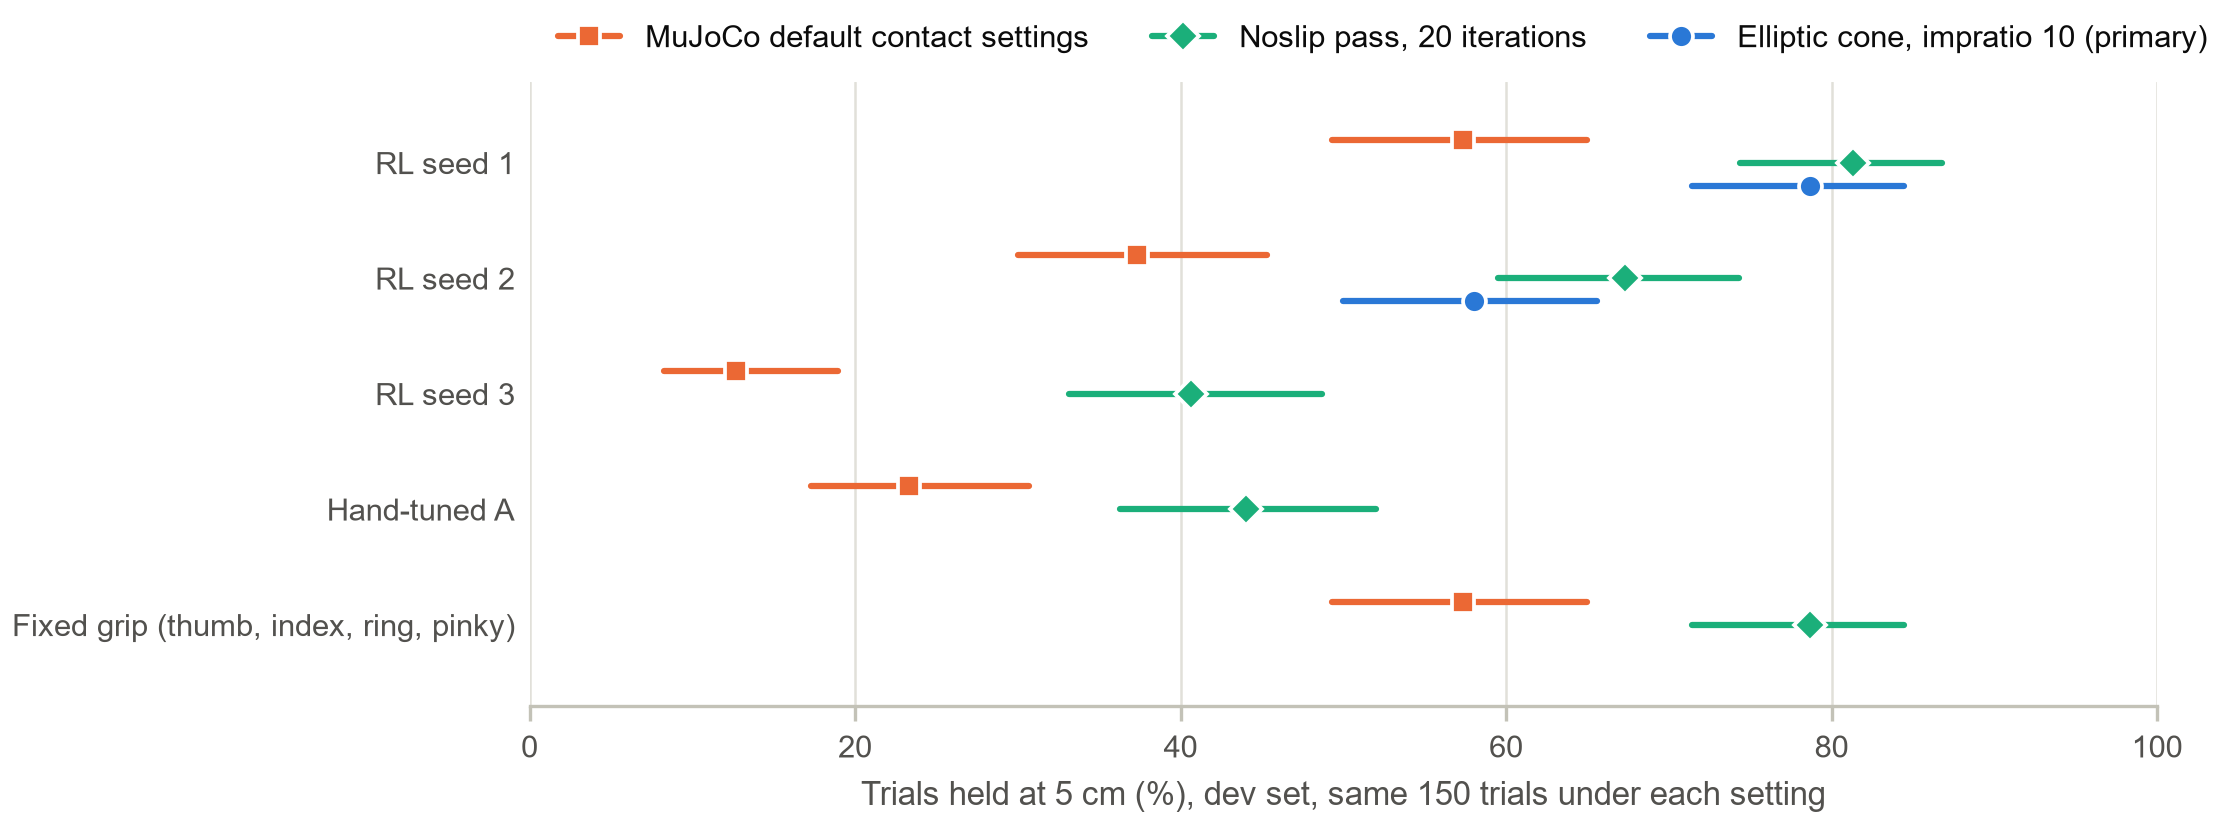 MuJoCo default contact settings
Noslip pass, 20 iterations
Elliptic cone, impratio 10 (primary)
RL seed 1
RL seed 2
RL seed 3
Hand-tuned A
Fixed grip (thumb, index, ring, pinky)
0
20
40
60
80
100
Trials held at 5 cm (%), dev set, same 150 trials under each setting